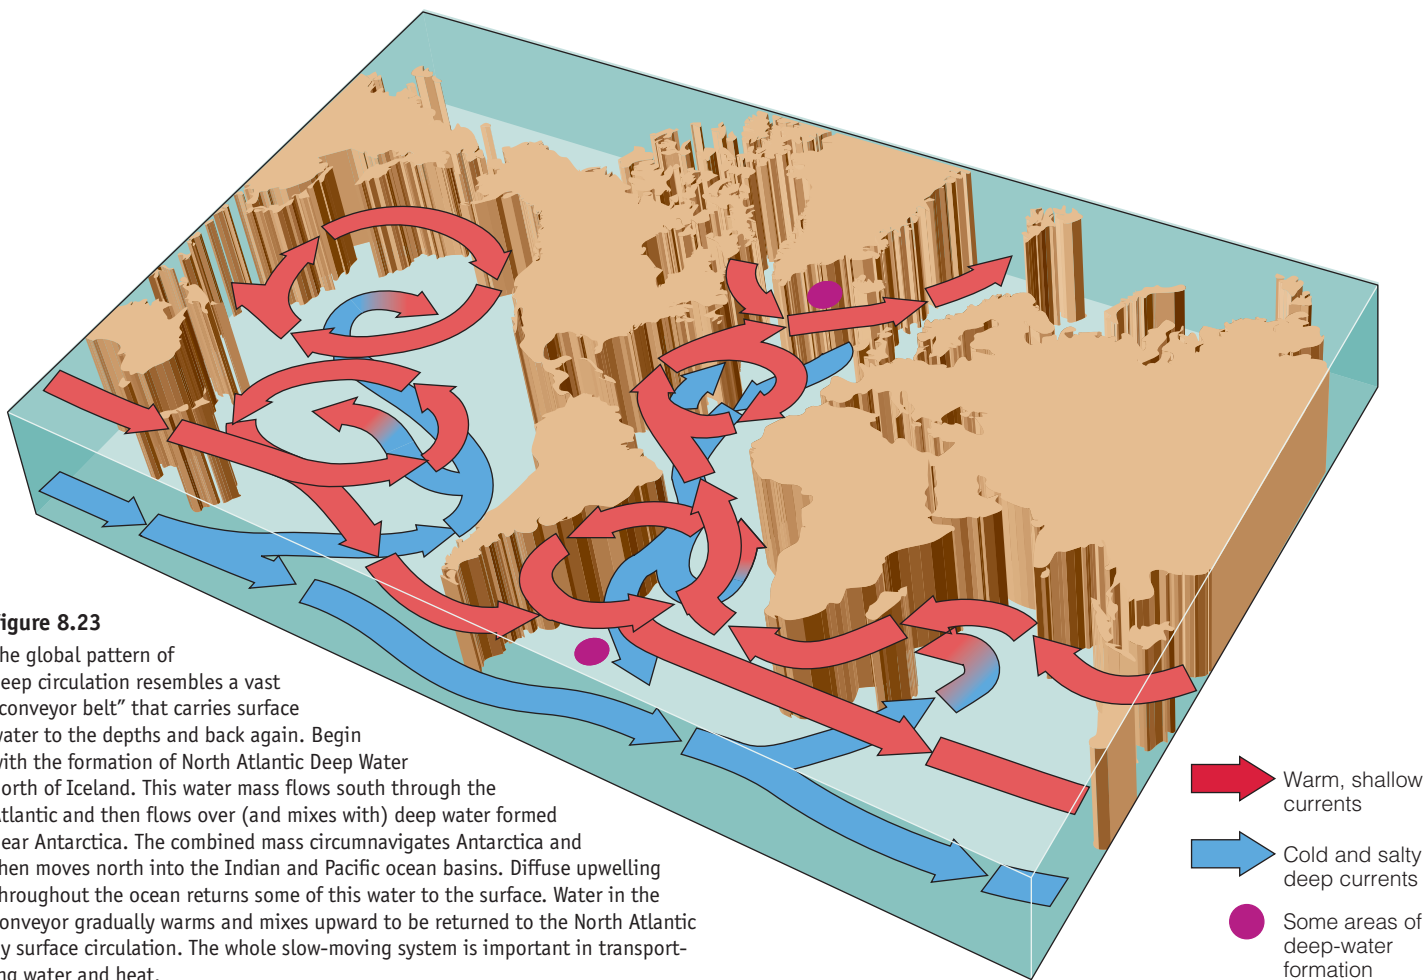 igure 8.23
he global pattern of
eep circulation resembles a vast
conveyor belt” that carries surface
vater to the depths and back again. Begin
vith the formation of North Atlantic Deep Water
orth of Iceland. This water mass flows south through the
tlantic and then flows over (and mixes with) deep water formed
ear Antarctica. The combined mass circumnavigates Antarctica and
hen moves north into the Indian and Pacific ocean basins. Diffuse upwelling
hroughout the ocean returns some of this water to the surface. Water in the
onveyor gradually warms and mixes upward to be returned to the North Atlantic
y surface circulation. The whole slow-moving system is important in transport-
ng water and heat.
Warm, shallow
currents
Cold and salty
deep currents
Some areas of
deep-water
formation